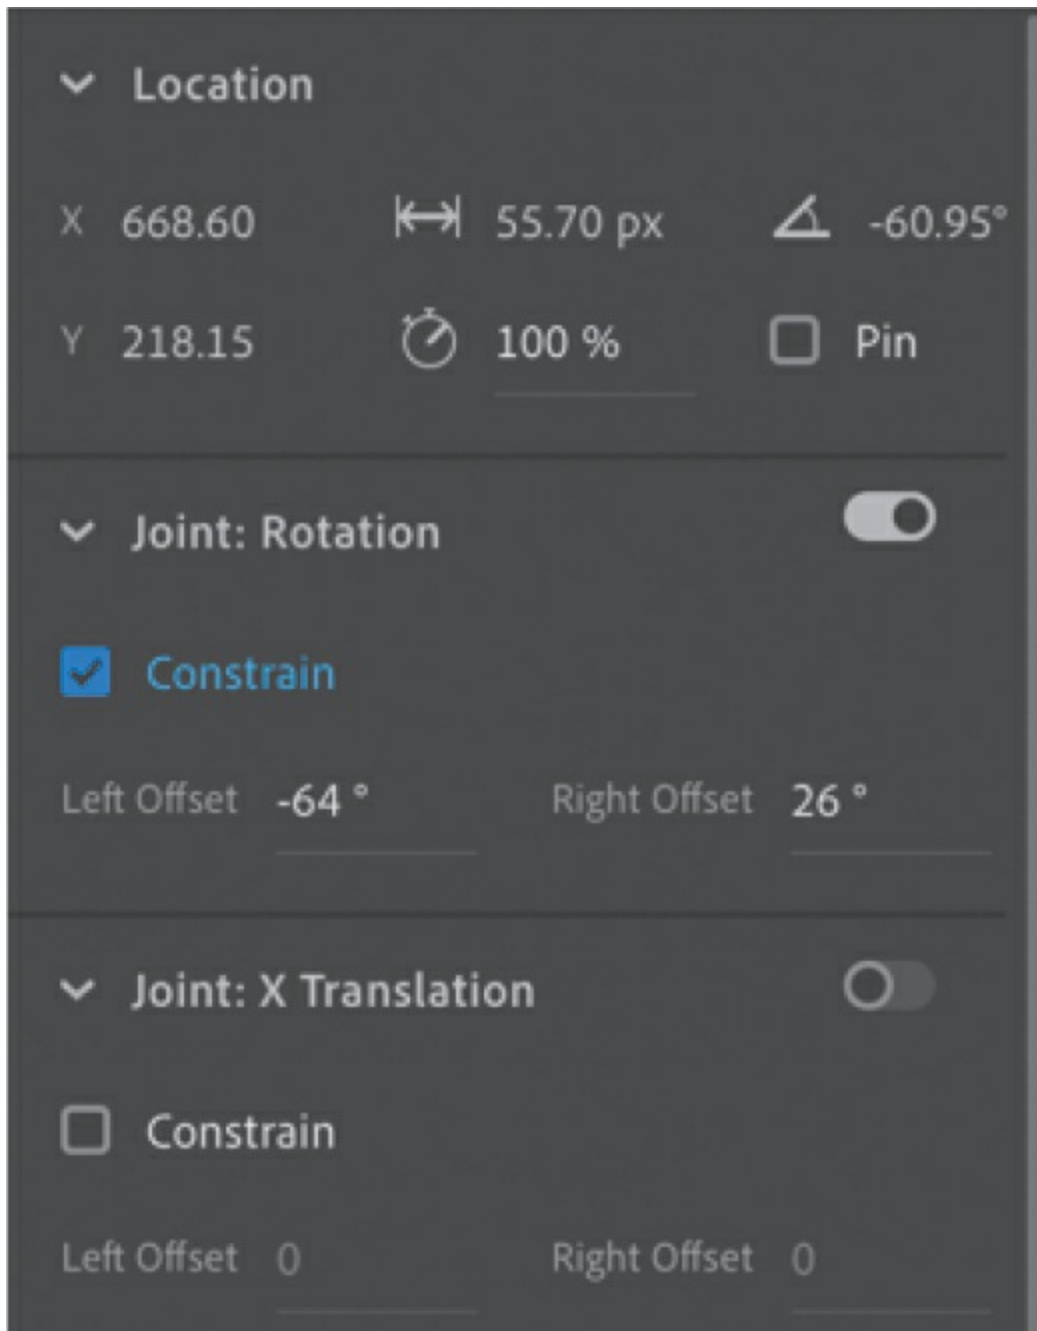 Location
X 668.60 55.70 px -60.95°
Y 218.15 100 % Pin
Joint: Rotation
Constrain
Left Offset -64 ° Right Offset 26 °
Joint: X Translation
Constrain
Left Offset 0 Right Offset 0